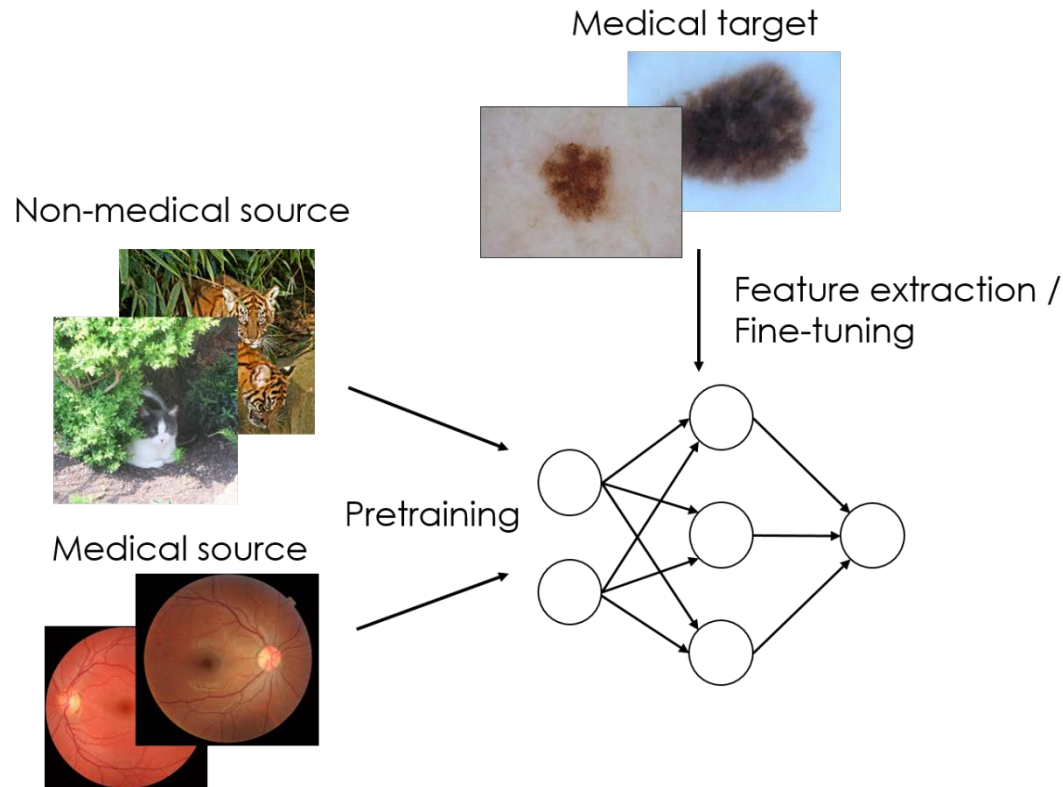 Medical target
Non-medical source
Feature extraction /
Fine-tuning
Pretraining
Medical source